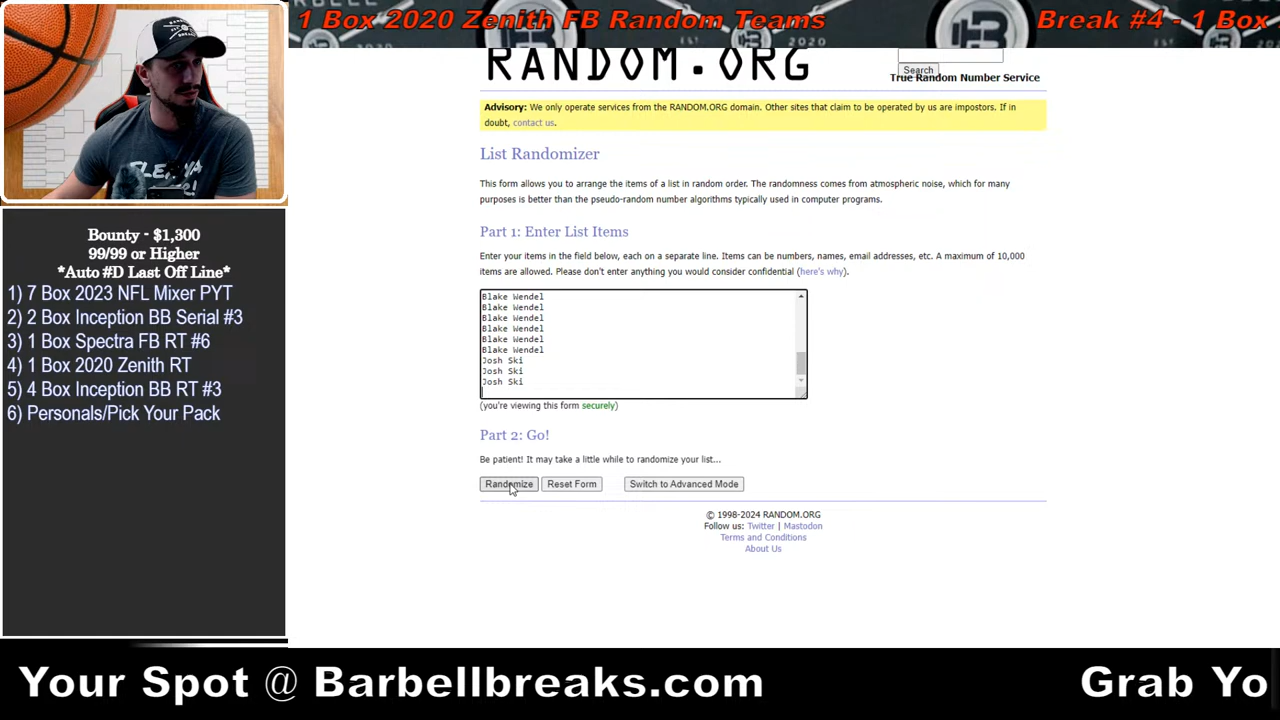 1 Box 2020 Zenith FB Random Teams
Break #4 - 1 Box
RANDOM.ORG
Search
True Random Number Service
Advisory: We only operate services from the RANDOM.ORG domain. Other sites that claim to be operated by us are impostors. If in
doubt, contact us.
List Randomizer
This form allows you to arrange the items of a list in random order. The randomness comes from atmospheric noise, which for many
purposes is better than the pseudo-random number algorithms typically used in computer programs.
Part 1: Enter List Items
Enter your items in the field below, each on a separate line. Items can be numbers, names, email addresses, etc. A maximum of 10,000
items are allowed. Please don't enter anything you would consider confidential (here's why).
Blake Wendel
Blake Wendel
Blake Wendel
Blake Wendel
Blake Wendel
Blake Wendel
Josh Ski
Josh Ski
Josh Ski
(you're viewing this form securely)
Part 2: Go!
Be patient! It may take a little while to randomize your list...
Randomize
Reset Form
Switch to Advanced Mode
© 1998-2024 RANDOM.ORG
Follow us: Twitter | Mastodon
Terms and Conditions
About Us
Bounty - $1,300
99/99 or Higher
*Auto #D Last Off Line*
1) 7 Box 2023 NFL Mixer PYT
2) 2 Box Inception BB Serial #3
3) 1 Box Spectra FB RT #6
4) 1 Box 2020 Zenith RT
5) 4 Box Inception BB RT #3
6) Personals/Pick Your Pack
Your Spot @ Barbellbreaks.com
Grab Yo